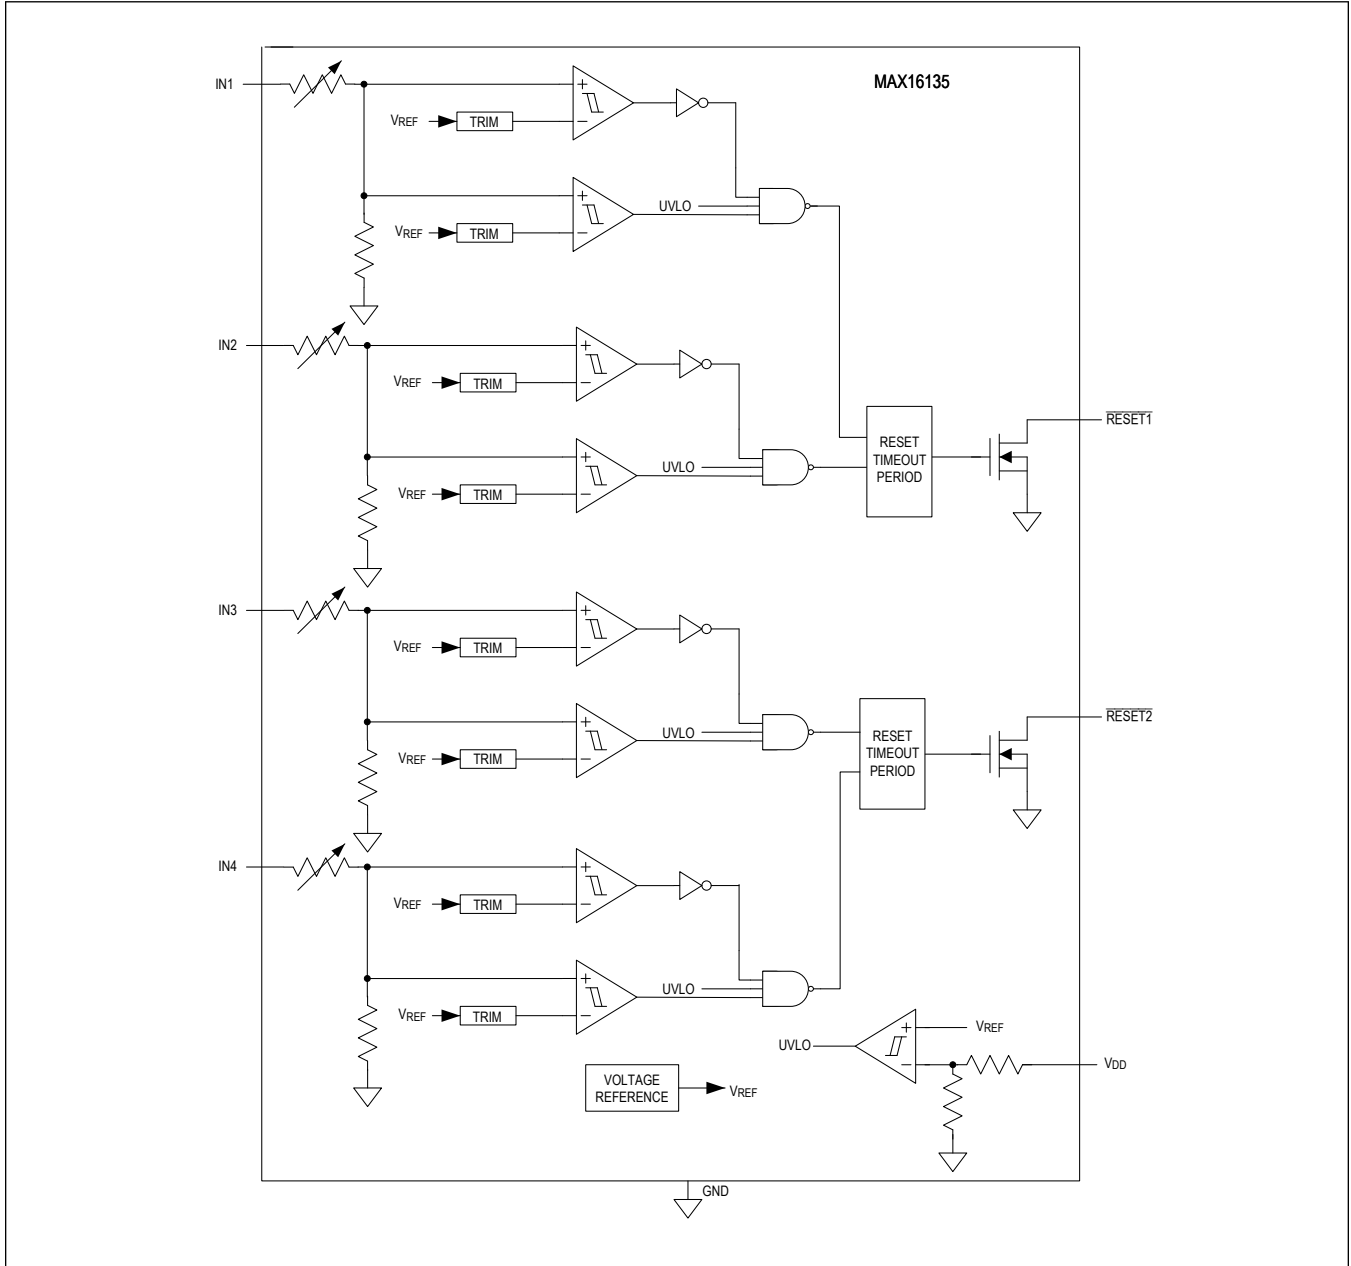 MAX16135
IN1
+
VREF
TRIM
−
+
UVLO
VREF
TRIM
−
IN2
+
VREF
TRIM
−
RESET1
RESET
TIMEOUT
PERIOD
+
UVLO
VREF
TRIM
−
IN3
+
VREF
TRIM
−
RESET2
+
UVLO
RESET
TIMEOUT
PERIOD
VREF
TRIM
−
IN4
+
VREF
TRIM
−
+
UVLO
VREF
TRIM
−
+
VREF
UVLO
−
VDD
VOLTAGE
REFERENCE
VREF
GND